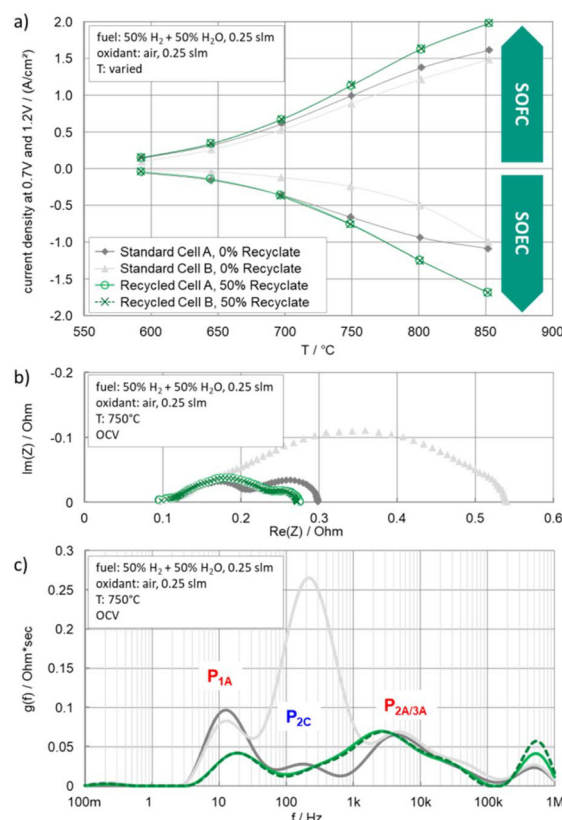 a)
2.0
1.5
1.0
0.5
0.0
-0.5
-1.0
-1.5
-2.0
current density at 0.7V and 1.2V / (A/cm²)
fuel: 50% H₂ + 50% H₂O, 0.25 slm
oxidant: air, 0.25 slm
T: varied
SOFC
SOEC
Standard Cell A, 0% Recyclate
Standard Cell B, 0% Recyclate
Recycled Cell A, 50% Recyclate
Recycled Cell B, 50% Recyclate
550 600 650 700 750 800 850 900
T / °C
b)
-0.2
-0.1
0
Im(Z) / Ohm
fuel: 50% H₂ + 50% H₂O, 0.25 slm
oxidant: air, 0.25 slm
T: 750°C
OCV
0 0.1 0.2 0.3 0.4 0.5 0.6
Re(Z) / Ohm
c)
0.3
0.25
0.2
0.15
0.1
0.05
0
g(f) / Ohm*sec
fuel: 50% H₂ + 50% H₂O, 0.25 slm
oxidant: air, 0.25 slm
T: 750°C
OCV
P1A
P2C
P2A/3A
100m 1 10 100 1k 10k 100k 1M
f / Hz